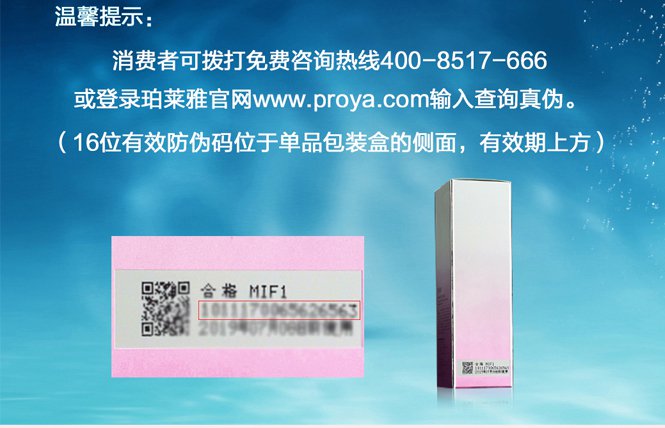 温馨提示：
消费者可拨打免费咨询热线400-8517-666
或登录珀莱雅官网www.proya.com输入查询真伪。
（16位有效防伪码位于单品包装盒的侧面，有效期上方）
合格 MIF1
合格 MIF1